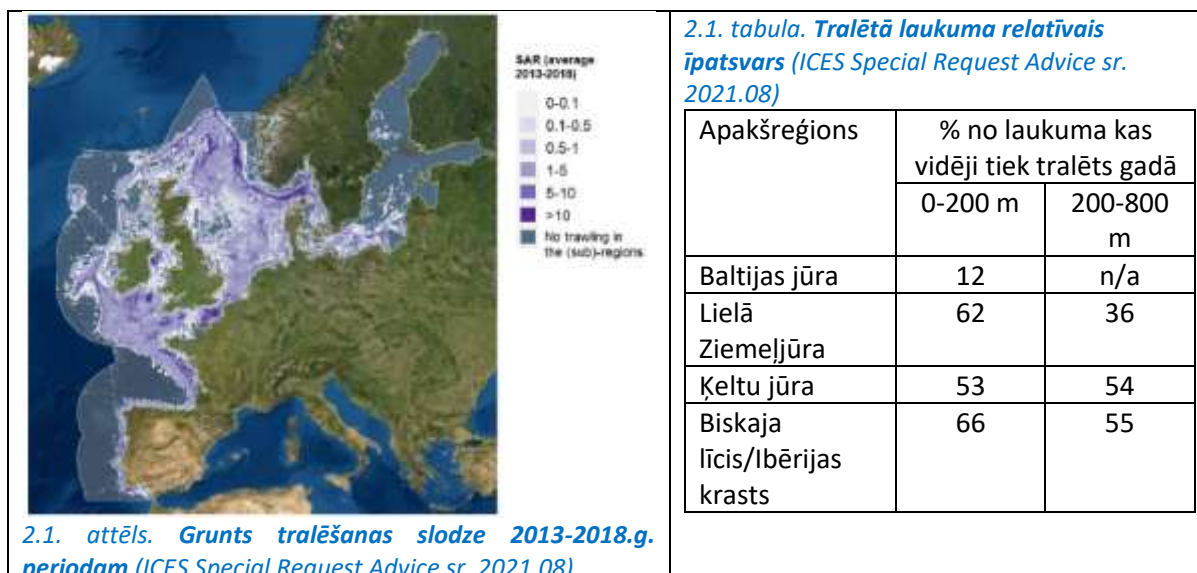 SAR (average
2013-2018)
0-0.1
0.1-0.5
0.5-1
1-5
5-10
>10
No trawling in
the (sub)-regions
2.1. attēls. Grunts tralēšanas slodze 2013-2018.g.
periodam (ICES Special Request Advice sr. 2021.08)
2.1. tabula. Tralētā laukuma relatīvais
īpatsvars (ICES Special Request Advice sr.
2021.08)
Apakšreģions
% no laukuma kas
vidēji tiek tralēts gadā
0-200 m
200-800
m
Baltijas jūra 12 n/a
Lielā
Ziemeļjūra 62 36
Ķeltu jūra 53 54
Biskaja
līcis/Ibērijas
krasts 66 55